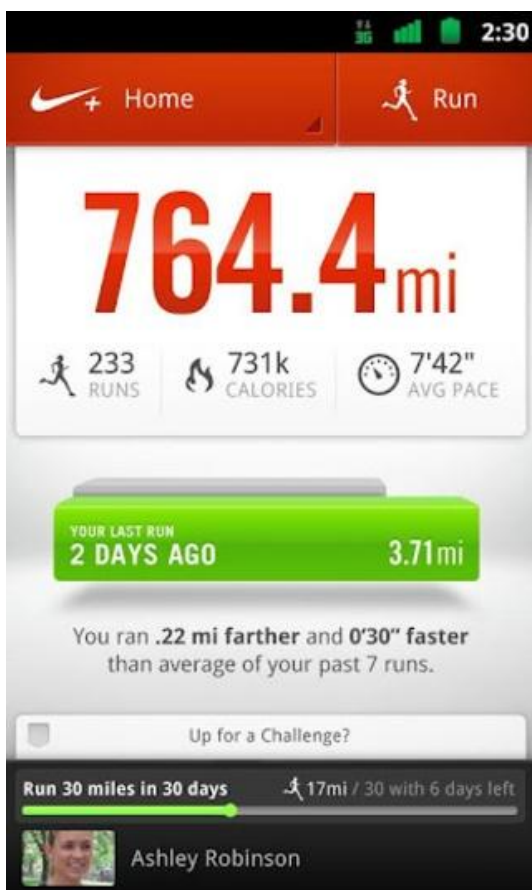 3G 2:30
+ Home Run
764.4mi
233 731k 7'42"
RUNS CALORIES AVG PACE
YOUR LAST RUN
2 DAYS AGO 3.71mi
You ran .22 mi farther and 0'30” faster
than average of your past 7 runs.
Up for a Challenge?
Run 30 miles in 30 days 17mi / 30 with 6 days left
Ashley Robinson